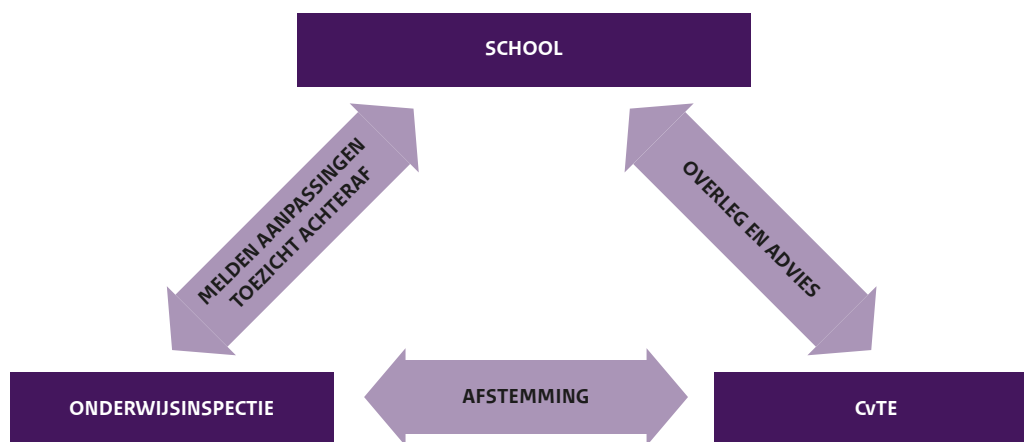 SCHOOL
MELDEN AANPASSINGEN
TOEZICHT ACHTERAF
OVERLEG EN ADVIES
ONDERWIJSINSPECTIE
AFSTEMMING
CvTE